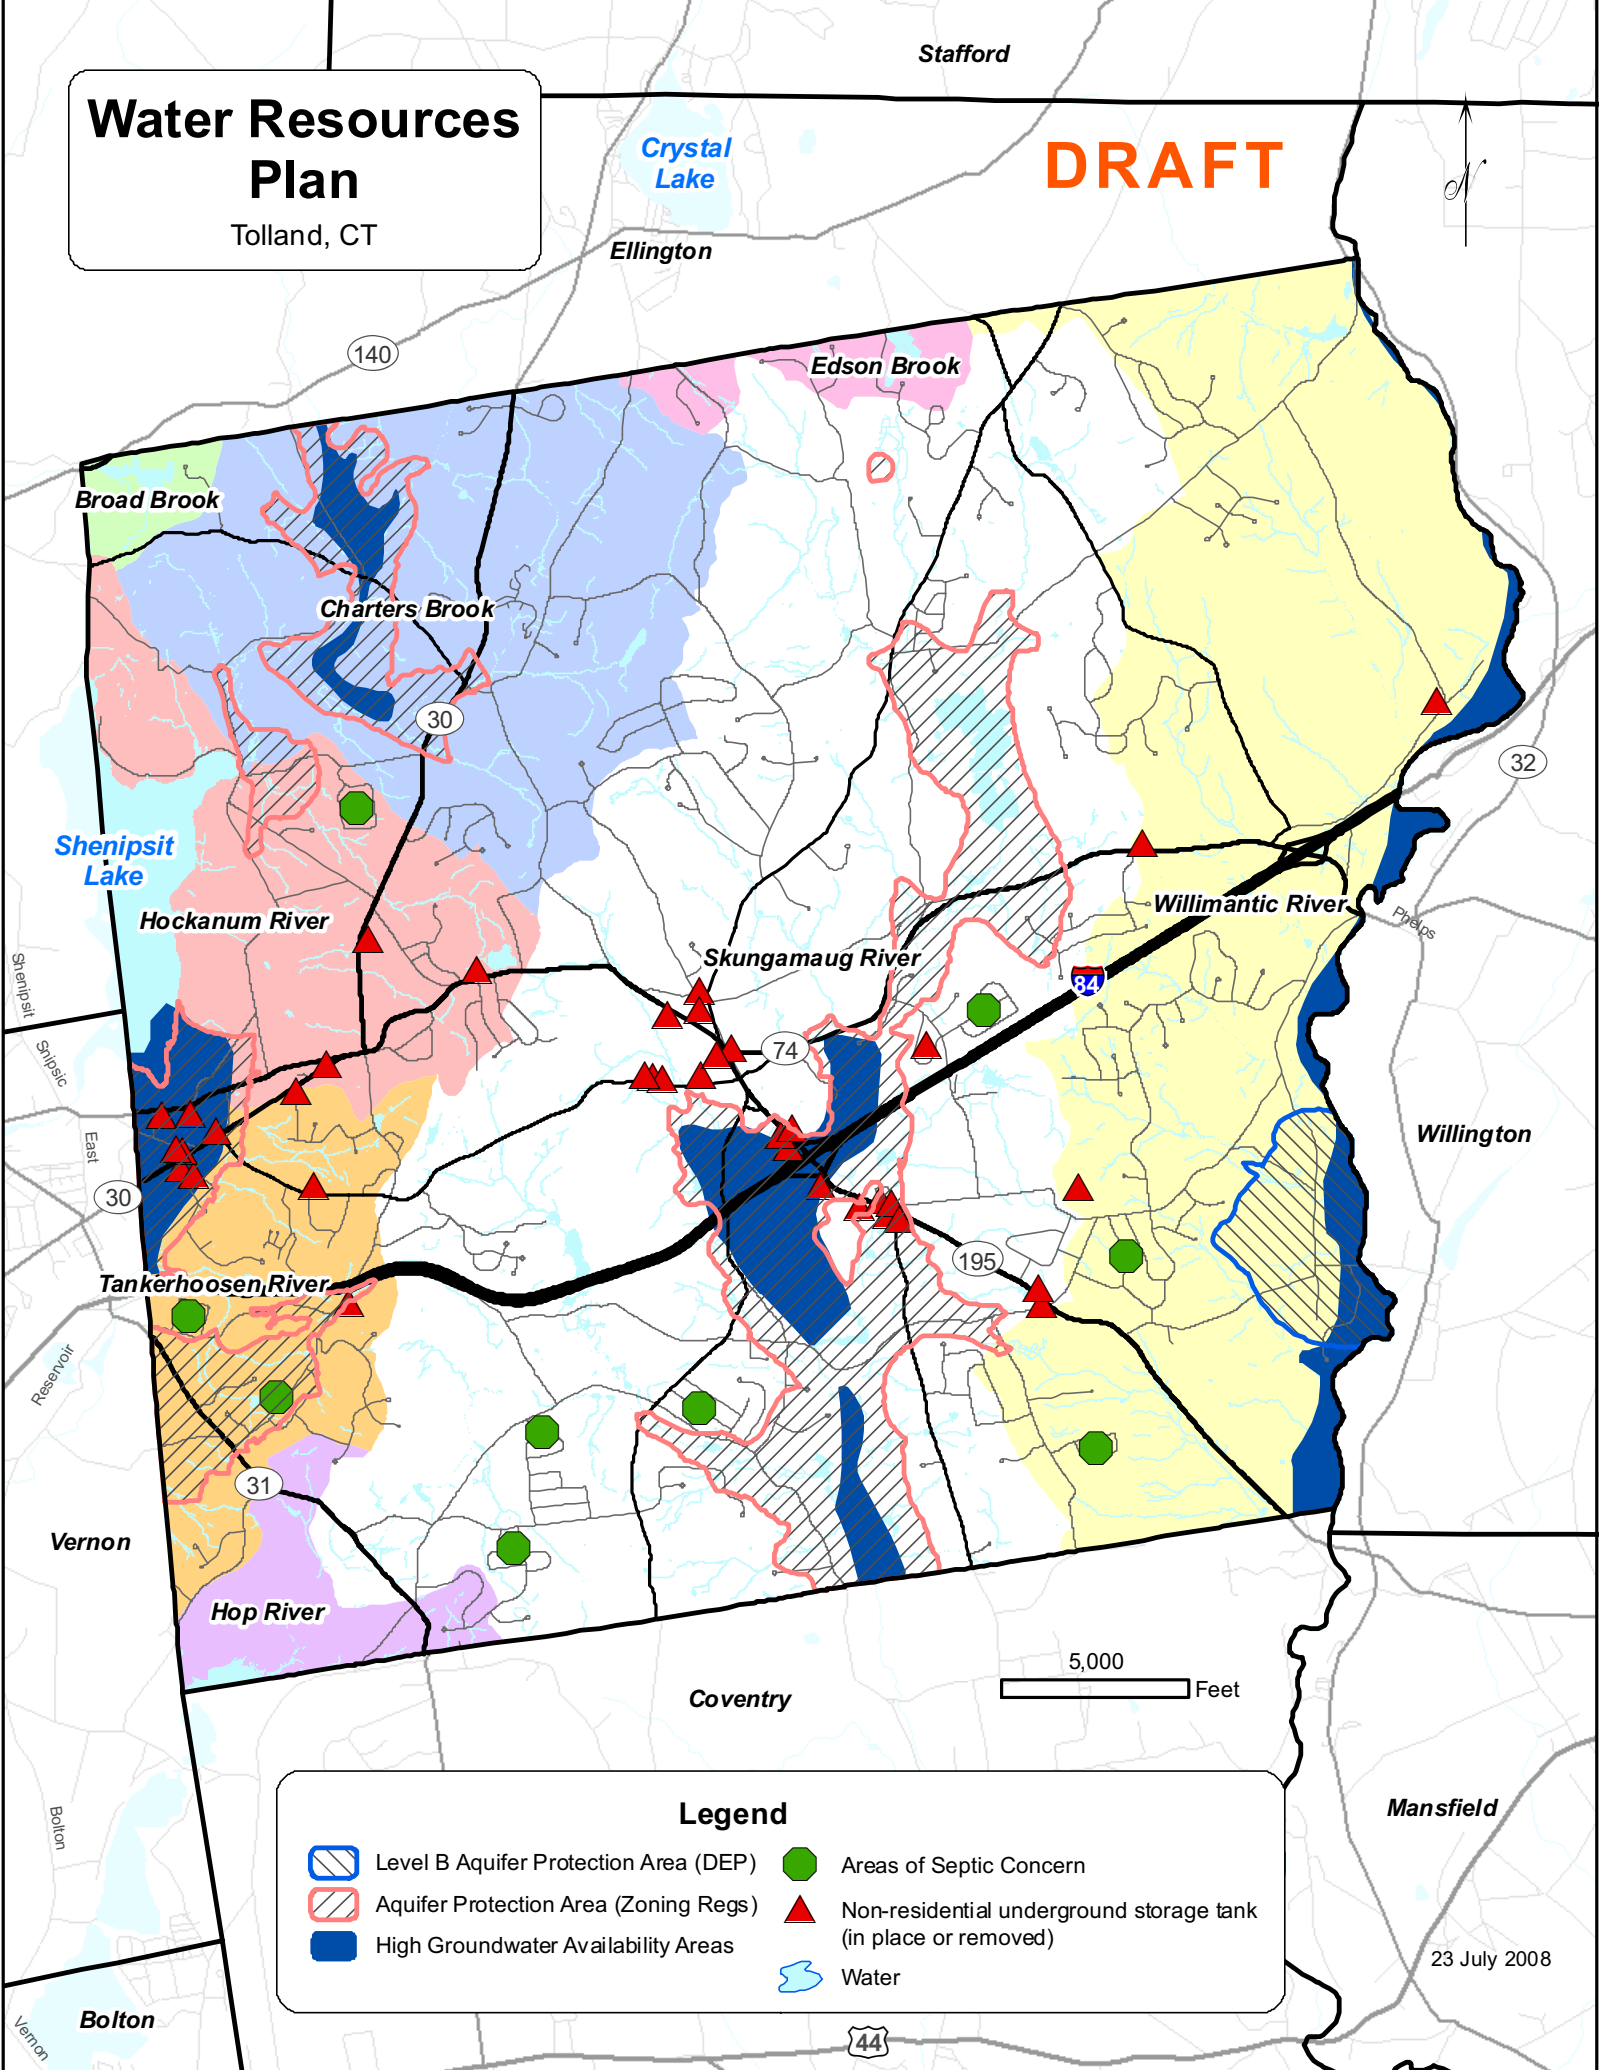 Stafford
Water Resources
Plan
Tolland, CT
Crystal
Lake
DRAFT
N
Ellington
140
Edson Brook
Broad Brook
Charters Brook
30
32
Shenipsit
Lake
Hockanum River
Willimantic River
Phelps
Skungamaug River
84
Shenipsit
Snipsic
74
East
Willington
30
195
Tankerhoosen River
Reservoir
31
Vernon
Hop River
5,000
Feet
Coventry
Legend
Level B Aquifer Protection Area (DEP)
Aquifer Protection Area (Zoning Regs)
High Groundwater Availability Areas
Areas of Septic Concern
Non-residential underground storage tank
(in place or removed)
Water
Mansfield
Bolton
23 July 2008
Bolton
Vernon
44